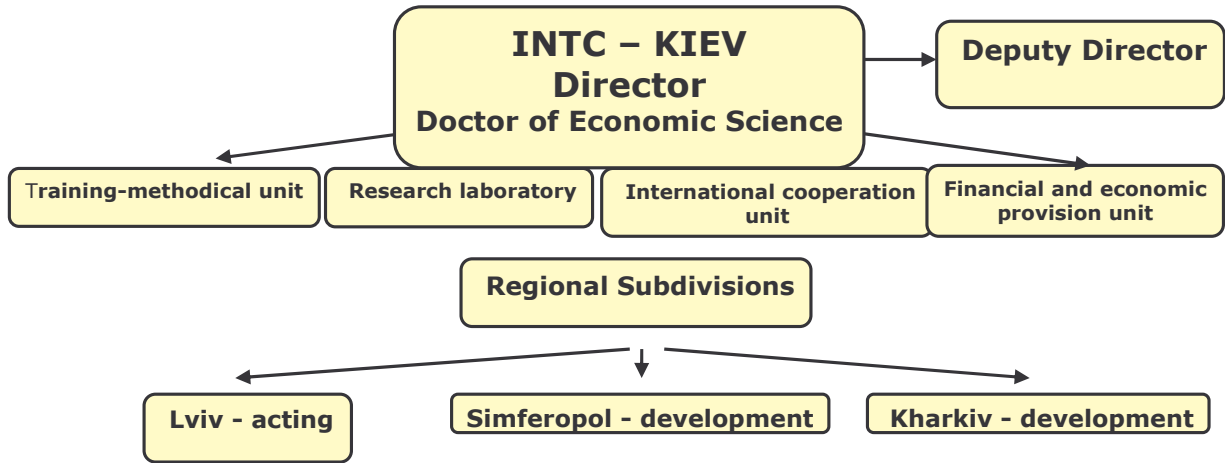 INTC – KIEV
Director
Doctor of Economic Science
Deputy Director
Training-methodical unit
Research laboratory
International cooperation
unit
Financial and economic
provision unit
Regional Subdivisions
Lviv - acting
Simferopol - development
Kharkiv - development